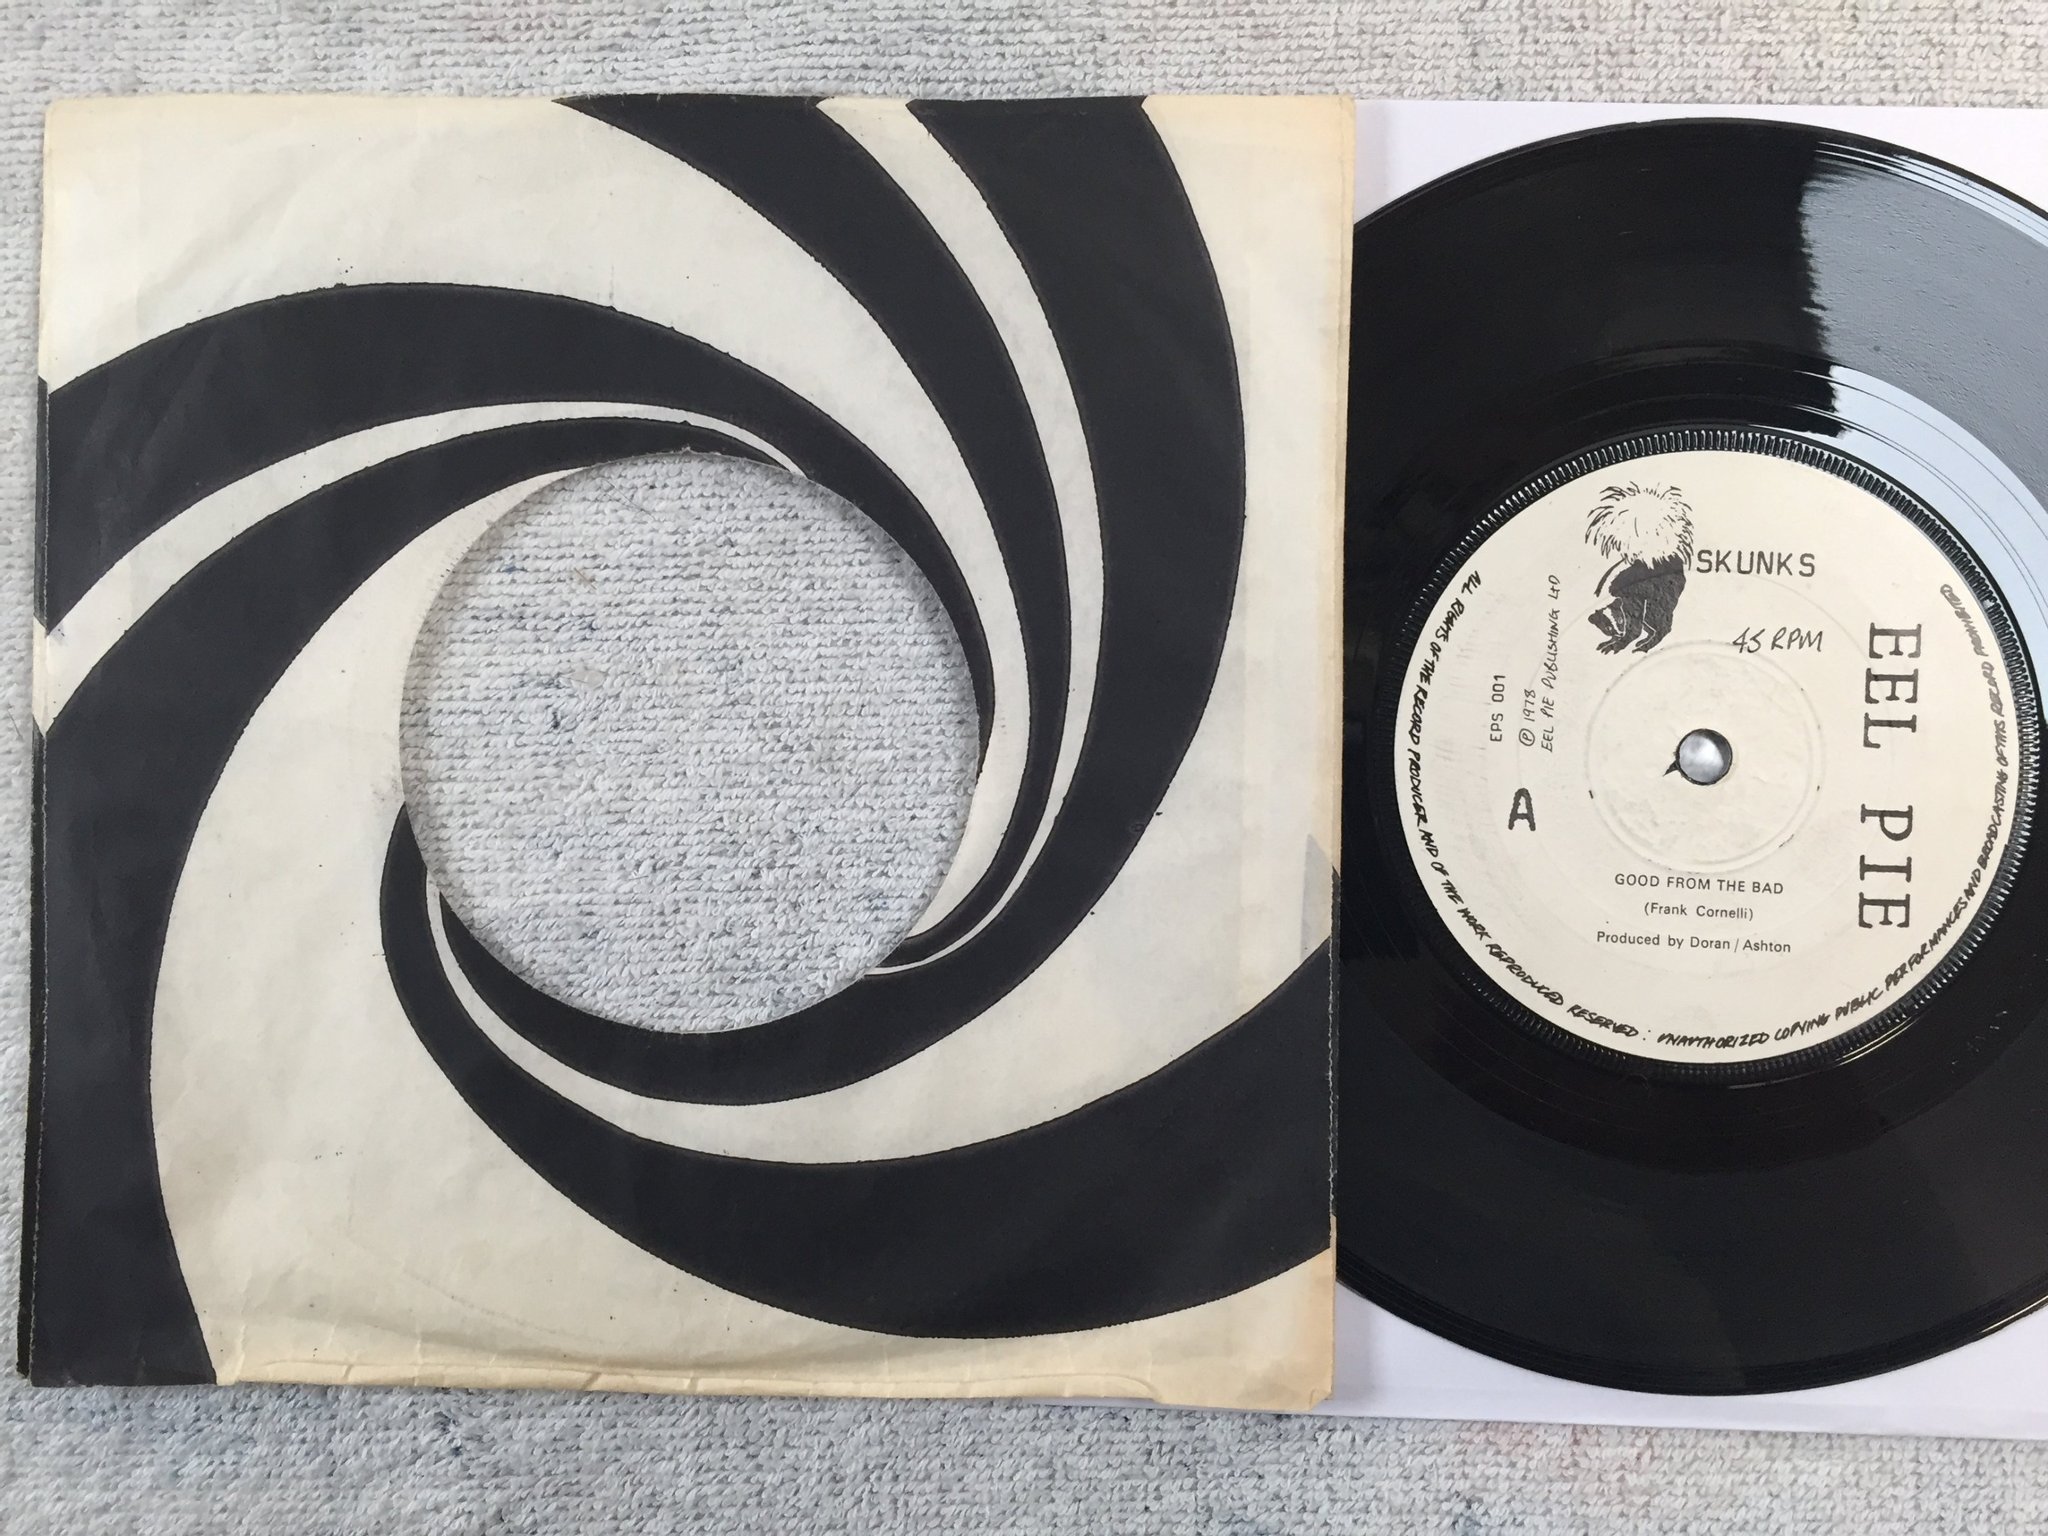 SKUNKS
45 RPM
EEL PIE
EPS 001
Ⓟ 1978
EEL PIE PUBLISHING LTD
A
GOOD FROM THE BAD
(Frank Cornelli)
Produced by Doran / Ashton
ALL RIGHTS OF THE RECORD PRODUCER AND OF THE WORK REPRODUCED RESERVED: UNAUTHORIZED COPYING PUBLIC PERFORMANCES AND BROADCASTING OF THIS RECORD PROHIBITED